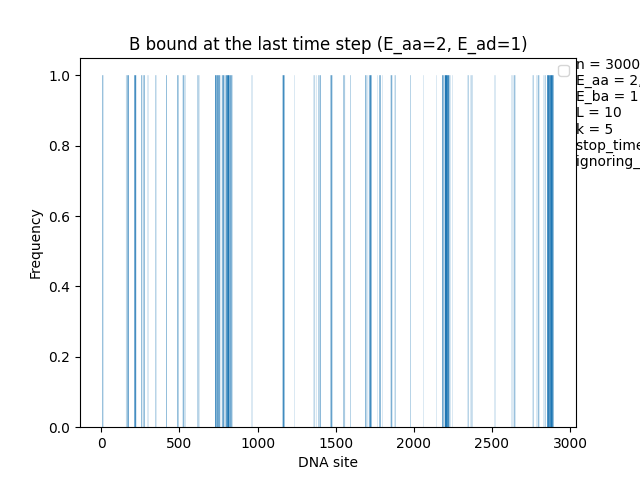 B bound at the last time step (E_aa=2, E_ad=1)
n = 3000
E_aa = 2,
E_ba = 1
L = 10
k = 5
stop_time
ignoring_
1.0
0.8
0.6
0.4
0.2
0.0
Frequency
0 500 1000 1500 2000 2500 3000
DNA site